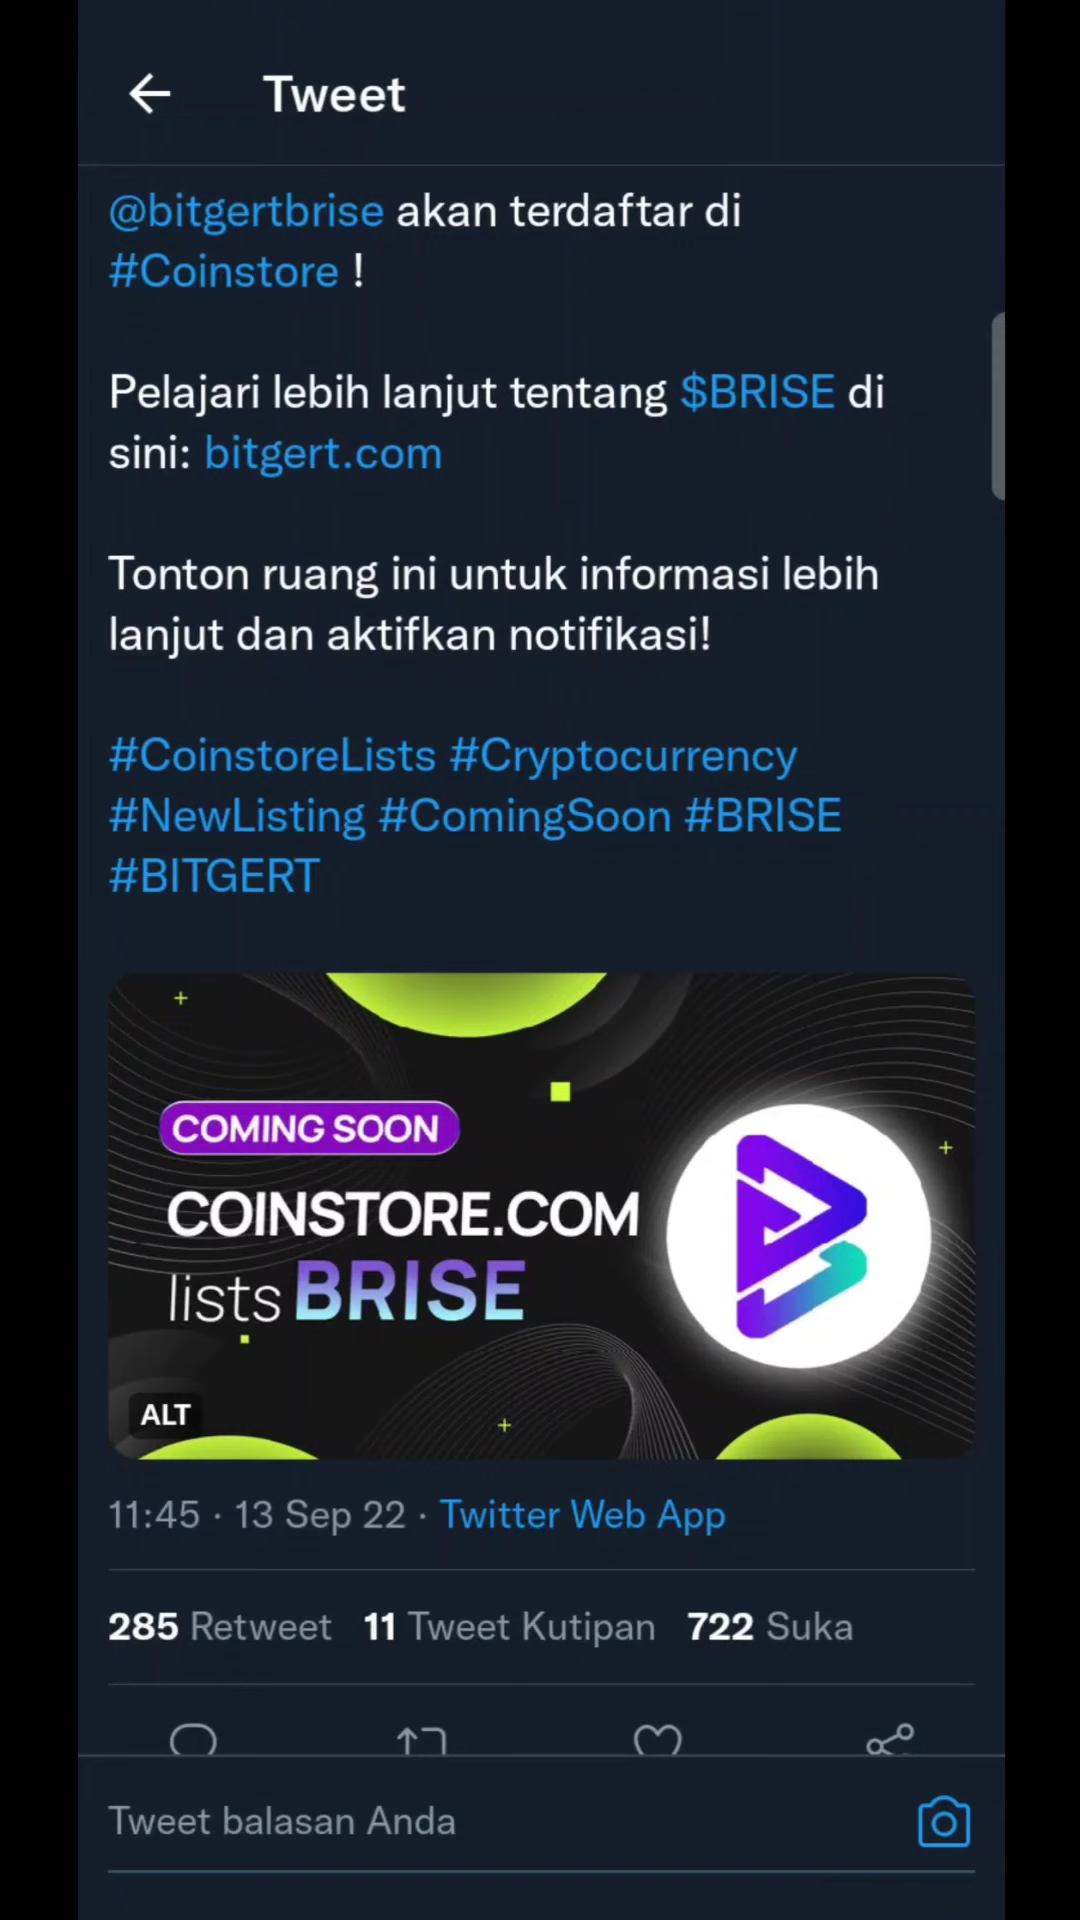 Tweet
@bitgertbrise akan terdaftar di
#Coinstore !
Pelajari lebih lanjut tentang $BRISE di
sini: bitgert.com
Tonton ruang ini untuk informasi lebih
lanjut dan aktifkan notifikasi!
#CoinstoreLists #Cryptocurrency
#NewListing #ComingSoon #BRISE
#BITGERT
COMING SOON
COINSTORE.COM
lists BRISE
ALT
11:45 · 13 Sep 22 · Twitter Web App
285 Retweet 11 Tweet Kutipan 722 Suka
Tweet balasan Anda